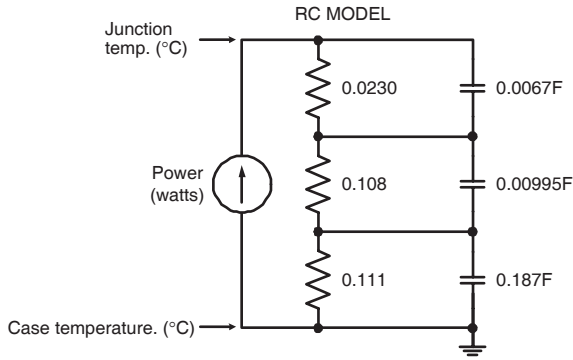 RC MODEL
Junction
temp. (°C)
0.0230
0.0067F
Power
(watts)
0.108
0.00995F
0.111
0.187F
Case temperature. (°C)